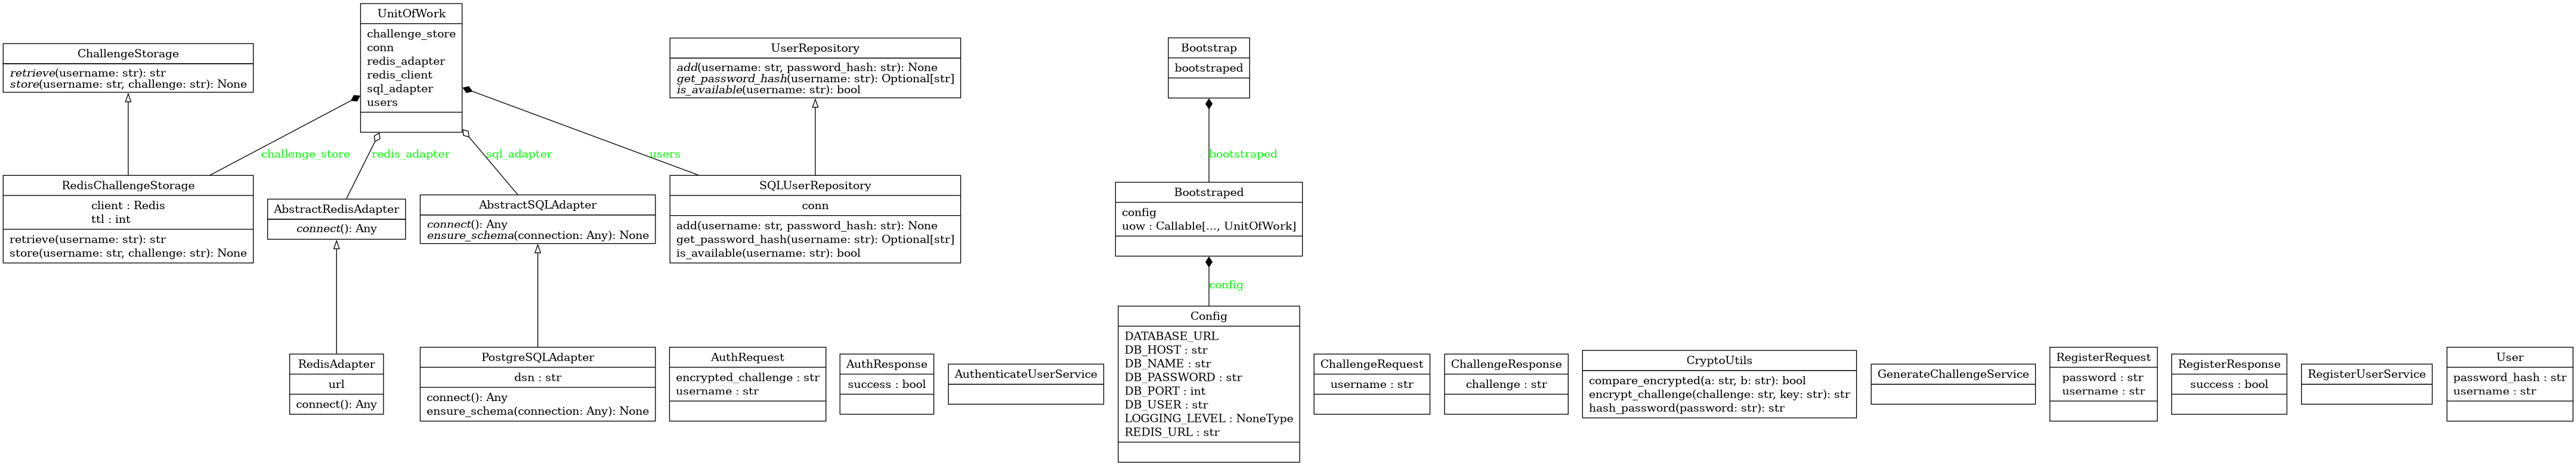 UnitOfWork
challenge_store
conn
redis_adapter
redis_client
sql_adapter
users
ChallengeStorage
retrieve(username: str): str
store(username: str, challenge: str): None
UserRepository
add(username: str, password_hash: str): None
get_password_hash(username: str): Optional[str]
is_available(username: str): bool
Bootstrap
bootstraped
challenge_store
redis_adapter
sql_adapter
users
bootstraped
RedisChallengeStorage
client : Redis
ttl : int
retrieve(username: str): str
store(username: str, challenge: str): None
AbstractRedisAdapter
connect(): Any
AbstractSQLAdapter
connect(): Any
ensure_schema(connection: Any): None
SQLUserRepository
conn
add(username: str, password_hash: str): None
get_password_hash(username: str): Optional[str]
is_available(username: str): bool
Bootstraped
config
uow : Callable[..., UnitOfWork]
config
RedisAdapter
url
connect(): Any
PostgreSQLAdapter
dsn : str
connect(): Any
ensure_schema(connection: Any): None
AuthRequest
encrypted_challenge : str
username : str
AuthResponse
success : bool
AuthenticateUserService
Config
DATABASE_URL
DB_HOST : str
DB_NAME : str
DB_PASSWORD : str
DB_PORT : int
DB_USER : str
LOGGING_LEVEL : NoneType
REDIS_URL : str
ChallengeRequest
username : str
ChallengeResponse
challenge : str
CryptoUtils
compare_encrypted(a: str, b: str): bool
encrypt_challenge(challenge: str, key: str): str
hash_password(password: str): str
GenerateChallengeService
RegisterRequest
password : str
username : str
RegisterResponse
success : bool
RegisterUserService
User
password_hash : str
username : str